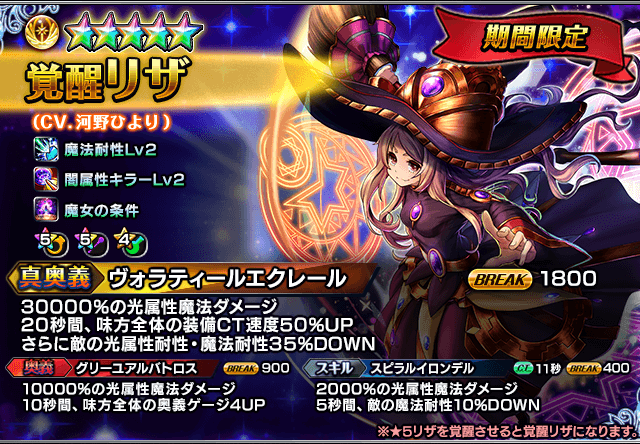 期間限定
覚醒リザ
(CV.河野ひより)
魔法耐性Lv2
闇属性キラーLv2
魔女の条件
5 5 4
真奥義 ヴォラティールエクレール BREAK 1800
30000%の光属性魔法ダメージ
20秒間、味方全体の装備CT速度50%UP
さらに敵の光属性耐性・魔法耐性35%DOWN
奥義 グリーユアルバトロス BREAK 900
10000%の光属性魔法ダメージ
10秒間、味方全体の奥義ゲージ4UP
スキル スピラルイロンデル C.T. 11秒 BREAK 400
2000%の光属性魔法ダメージ
5秒間、敵の魔法耐性10%DOWN
※★5リザを覚醒させると覚醒リザになります。